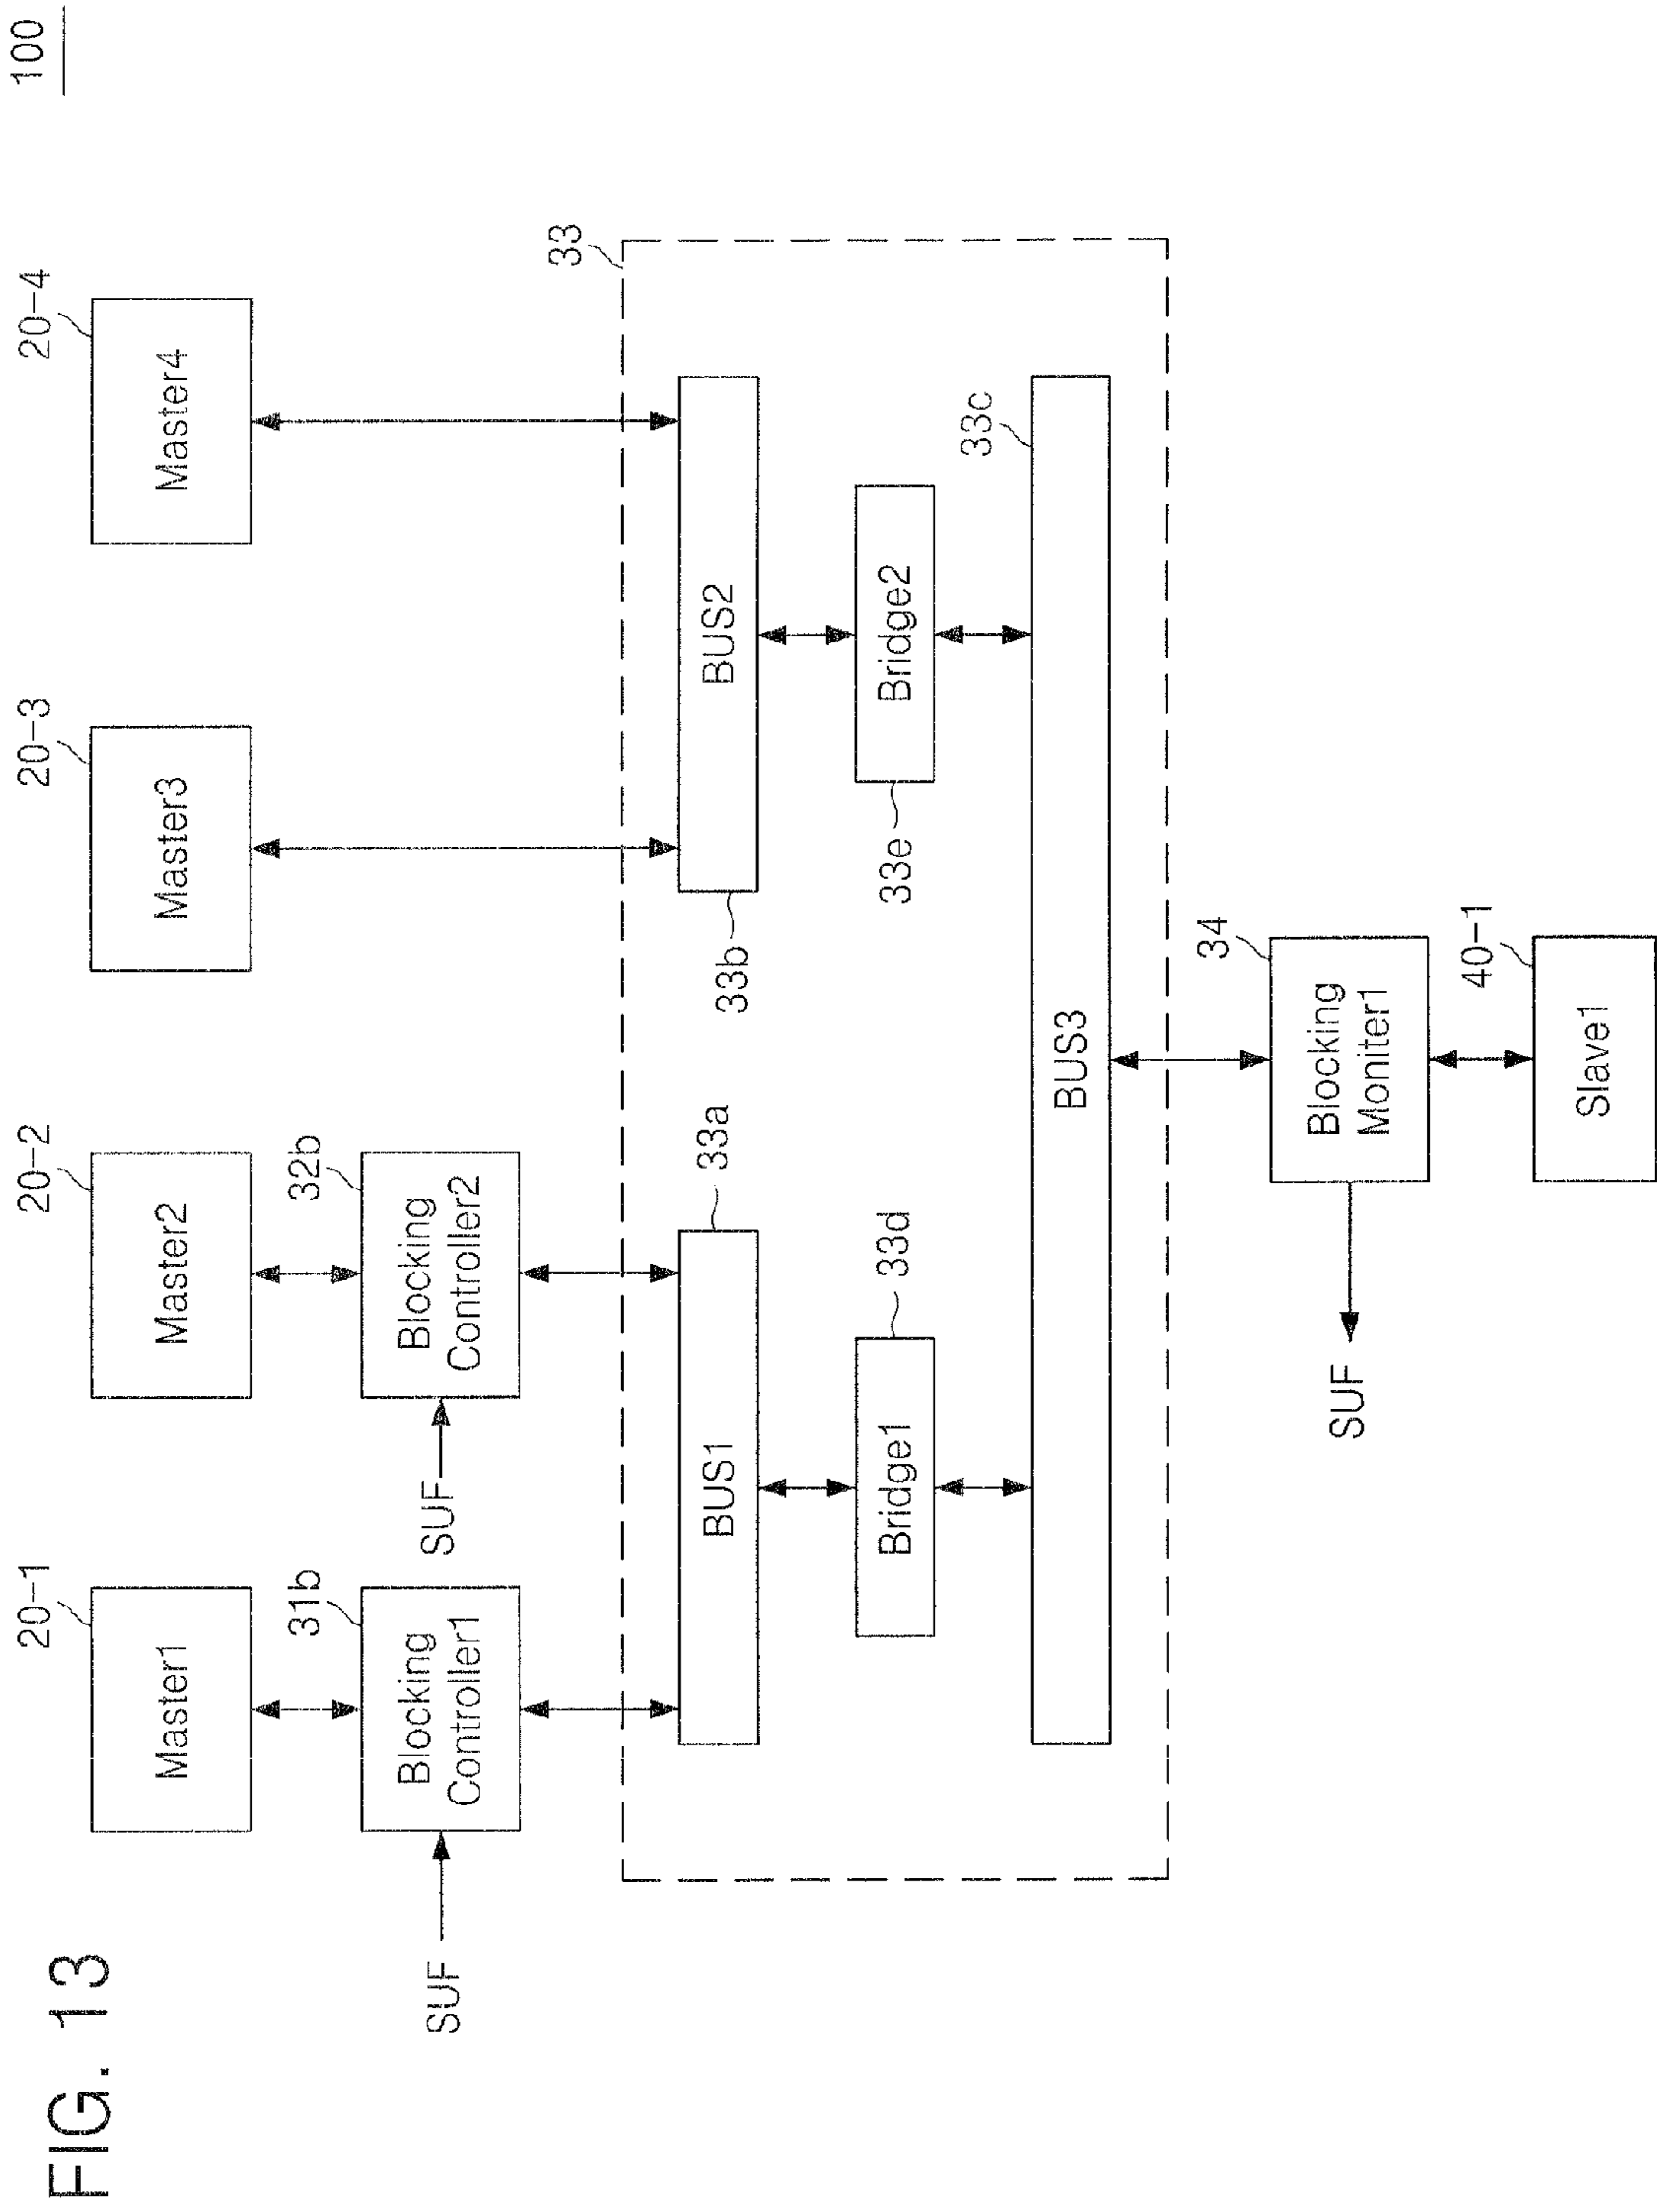 FIG. 13
100
20-1
20-2
20-3
20-4
Master1
Master2
Master3
Master4
31b
32b
SUF
Blocking
Controller1
SUF
Blocking
Controller2
33
BUS1
33a
33b
BUS2
Bridge1
33d
33e
Bridge2
33c
BUS3
34
Blocking
Moniter1
SUF
40-1
Slave1